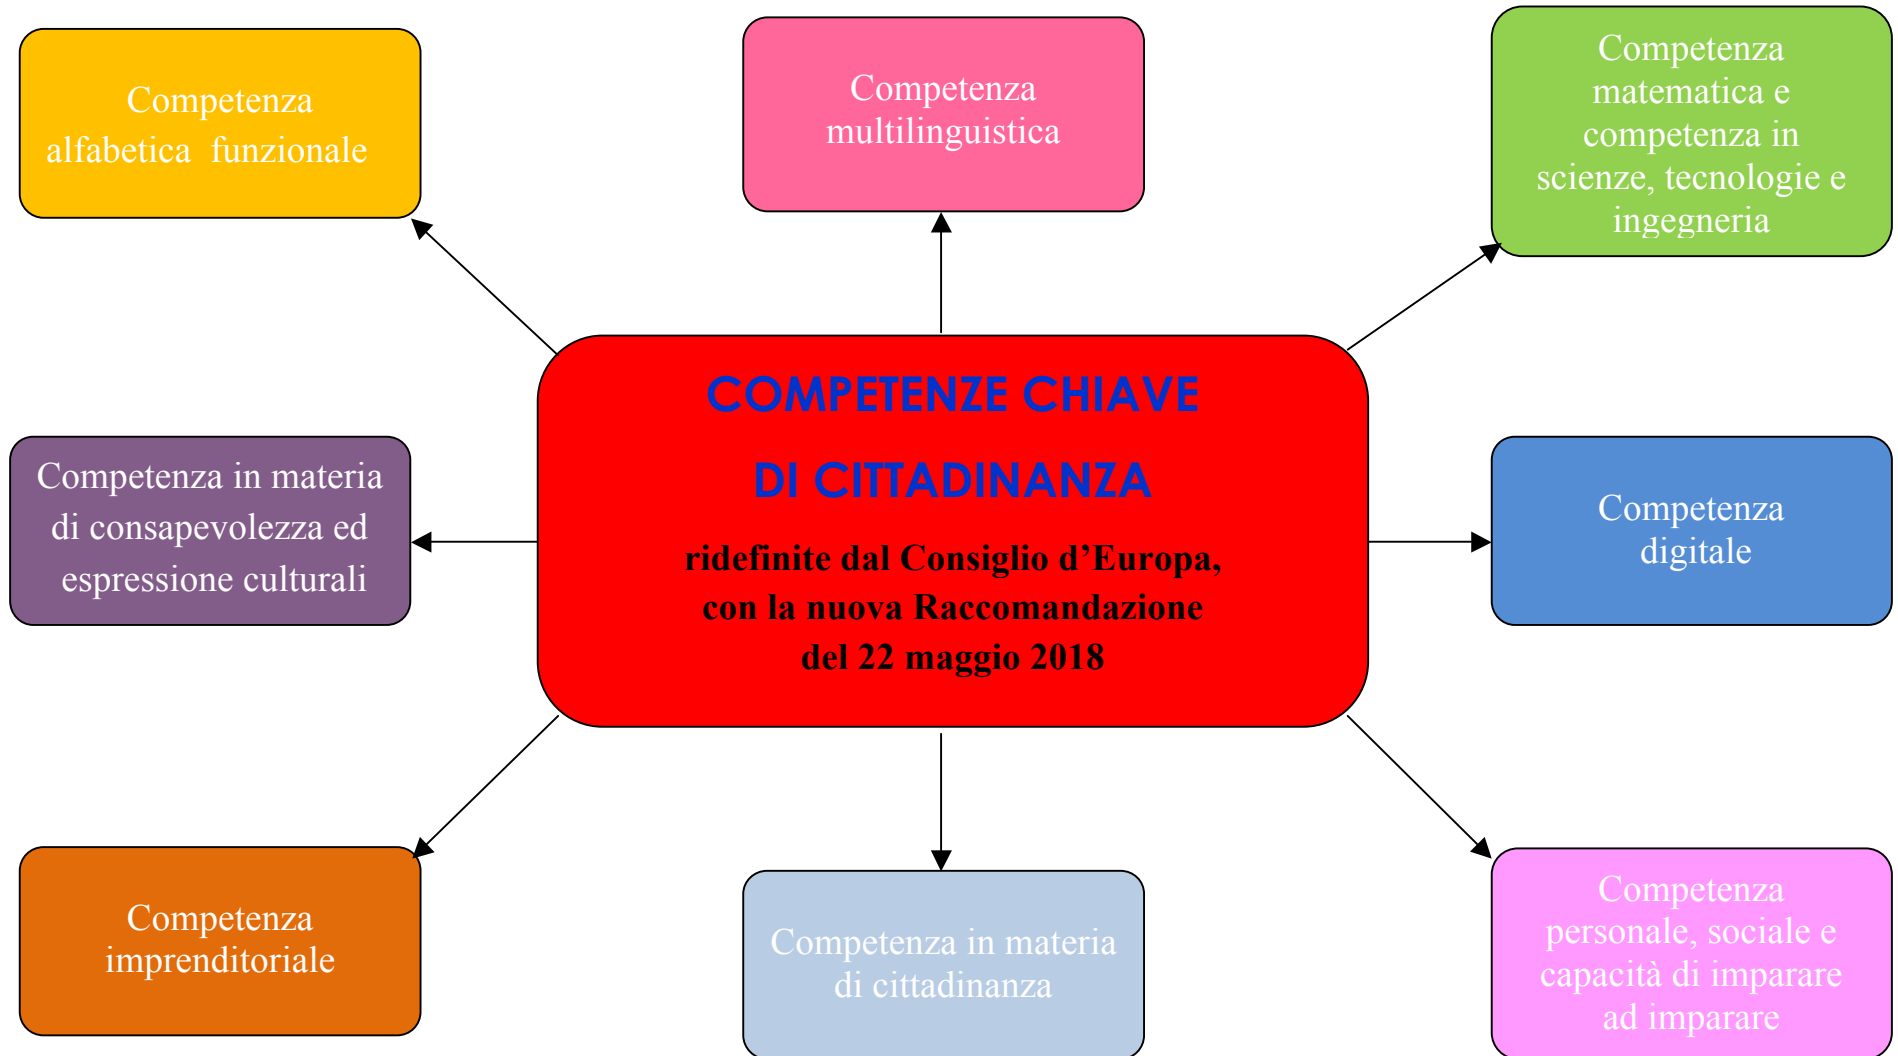 Competenza
alfabetica  funzionale
Competenza
multilinguistica
Competenza
matematica e
competenza in
scienze, tecnologie e
ingegneria
COMPETENZE CHIAVE
DI CITTADINANZA
ridefinite dal Consiglio d’Europa,
con la nuova Raccomandazione
del 22 maggio 2018
Competenza in materia
di consapevolezza ed
espressione culturali
Competenza
digitale
Competenza
imprenditoriale
Competenza in materia
di cittadinanza
Competenza
personale, sociale e
capacità di imparare
ad imparare